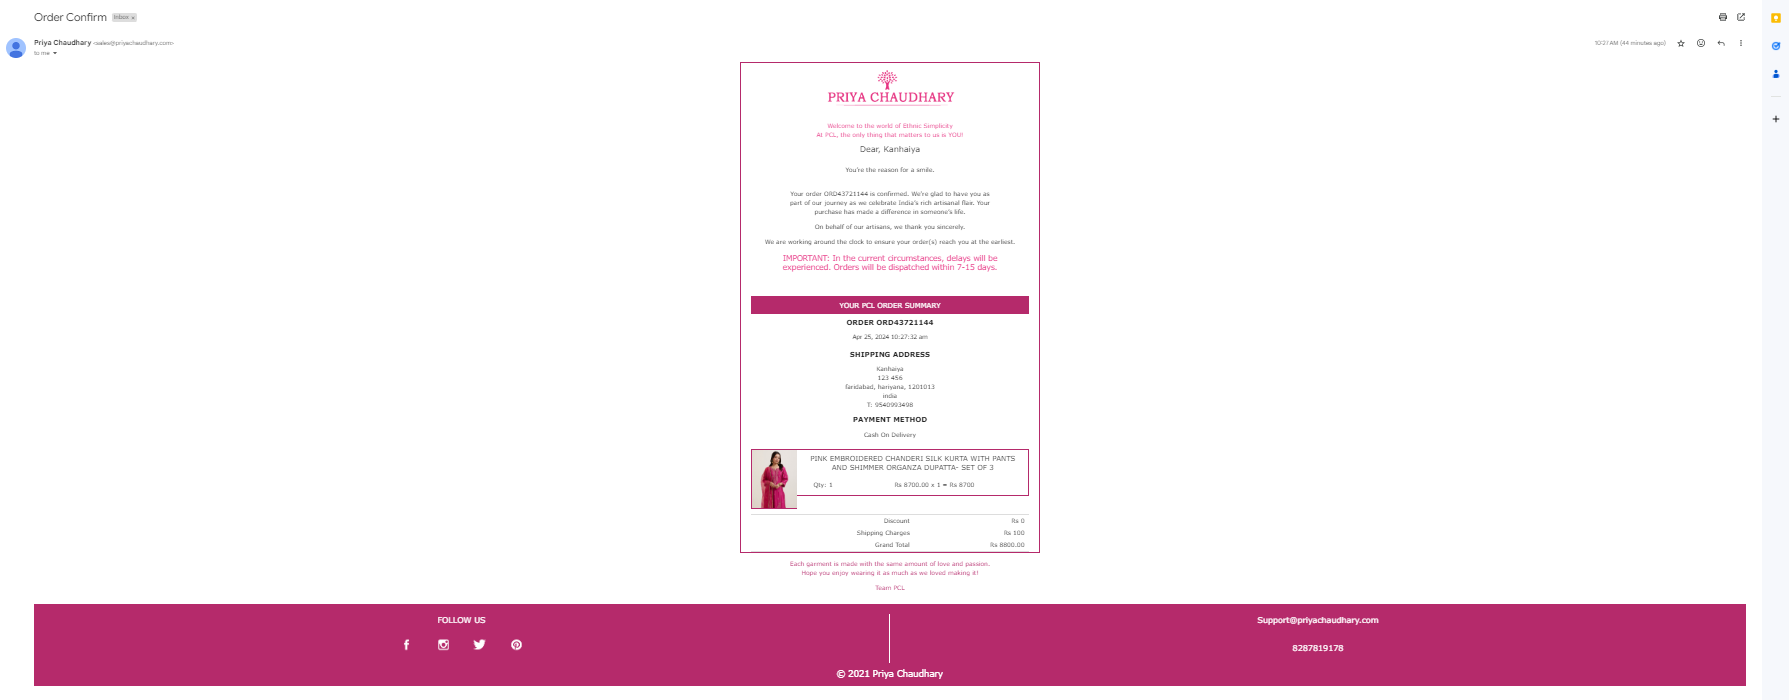 Order Confirm
Inbox x
Priya Chaudhary <sales@priyachaudhary.com>
10:27 AM (44 minutes ago)
to me
PRIYA CHAUDHARY
Welcome to the world of Ethnic Simplicity
At PCL, the only thing that matters to us is YOU!
Dear, Kanhaiya
You're the reason for a smile.
Your order ORD43721144 is confirmed. We're glad to have you as
part of our journey as we celebrate India's rich artisanal flair. Your
purchase has made a difference in someone's life.
On behalf of our artisans, we thank you sincerely.
We are working around the clock to ensure your order(s) reach you at the earliest.
IMPORTANT: In the current circumstances, delays will be
experienced. Orders will be dispatched within 7-15 days.
YOUR PCL ORDER SUMMARY
ORDER ORD43721144
Apr 25, 2024 10:27:32 am
SHIPPING ADDRESS
Kanhaiya
123 456
faridabad, hariyana, 1201013
india
T: 9540993498
PAYMENT METHOD
Cash On Delivery
PINK EMBROIDERED CHANDERI SILK KURTA WITH PANTS
AND SHIMMER ORGANZA DUPATTA- SET OF 3
Qty: 1 Rs 8700.00 x 1 = Rs 8700
Discount Rs 0
Shipping Charges Rs 100
Grand Total Rs 8800.00
Each garment is made with the same amount of love and passion.
Hope you enjoy wearing it as much as we loved making it!
Team PCL
FOLLOW US
Support@priyachaudhary.com
8287819178
© 2021 Priya Chaudhary